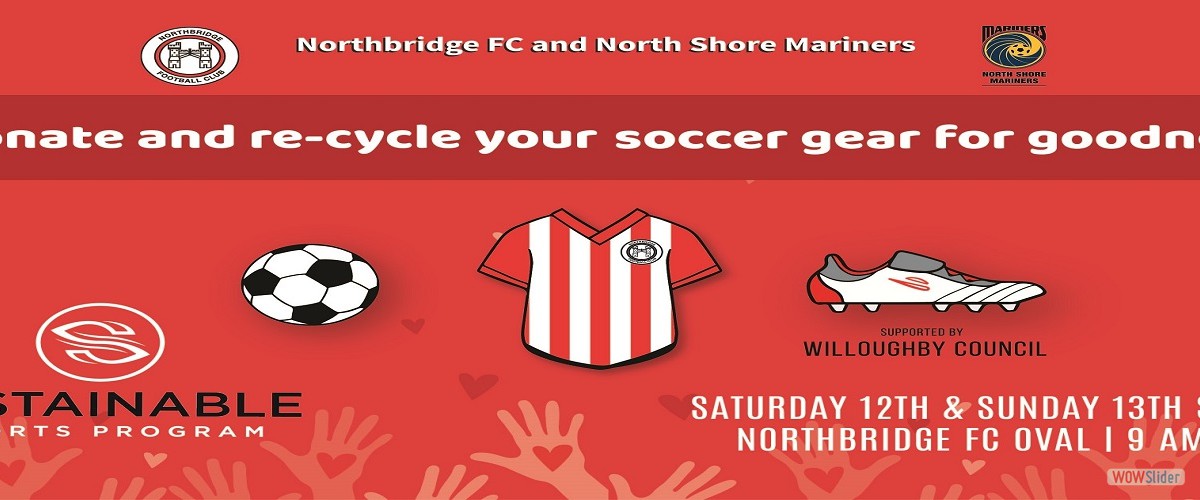 NORTHBRIDGE
FOOTBALL CLUB
Northbridge FC and North Shore Mariners
MARINERS
NORTH SHORE
MARINERS
onate and re-cycle your soccer gear for goodn
SUPPORTED BY
WILLOUGHBY COUNCIL
STAINABLE
RTS PROGRAM
SATURDAY 12TH & SUNDAY 13TH S
NORTHBRIDGE FC OVAL | 9 AM
WOWSlider